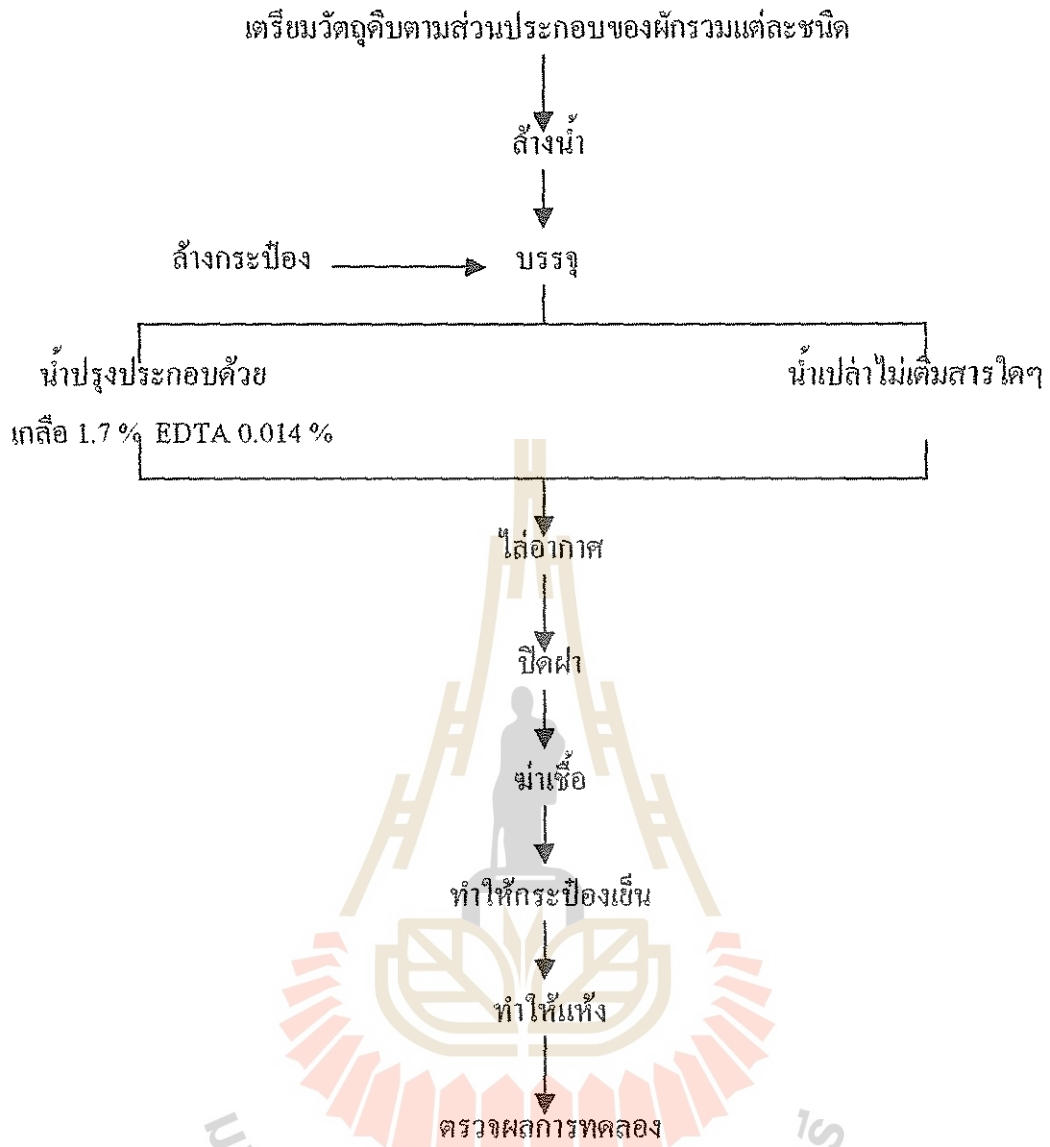 เตรียมวัตถุดิบตามส่วนประกอบของผักรวมแต่ละชนิด
ล้างน้ำ
ล้างกระป๋อง
บรรจุ
น้ำปรุงประกอบด้วย
น้ำเปล่าไม่เติมสารใดๆ
เกลือ 1.7 % EDTA 0.014 %
ไล่อากาศ
ปิดฝา
ฆ่าเชื้อ
ทำให้กระป๋องเย็น
ทำให้แห้ง
ตรวจผลการทดลอง